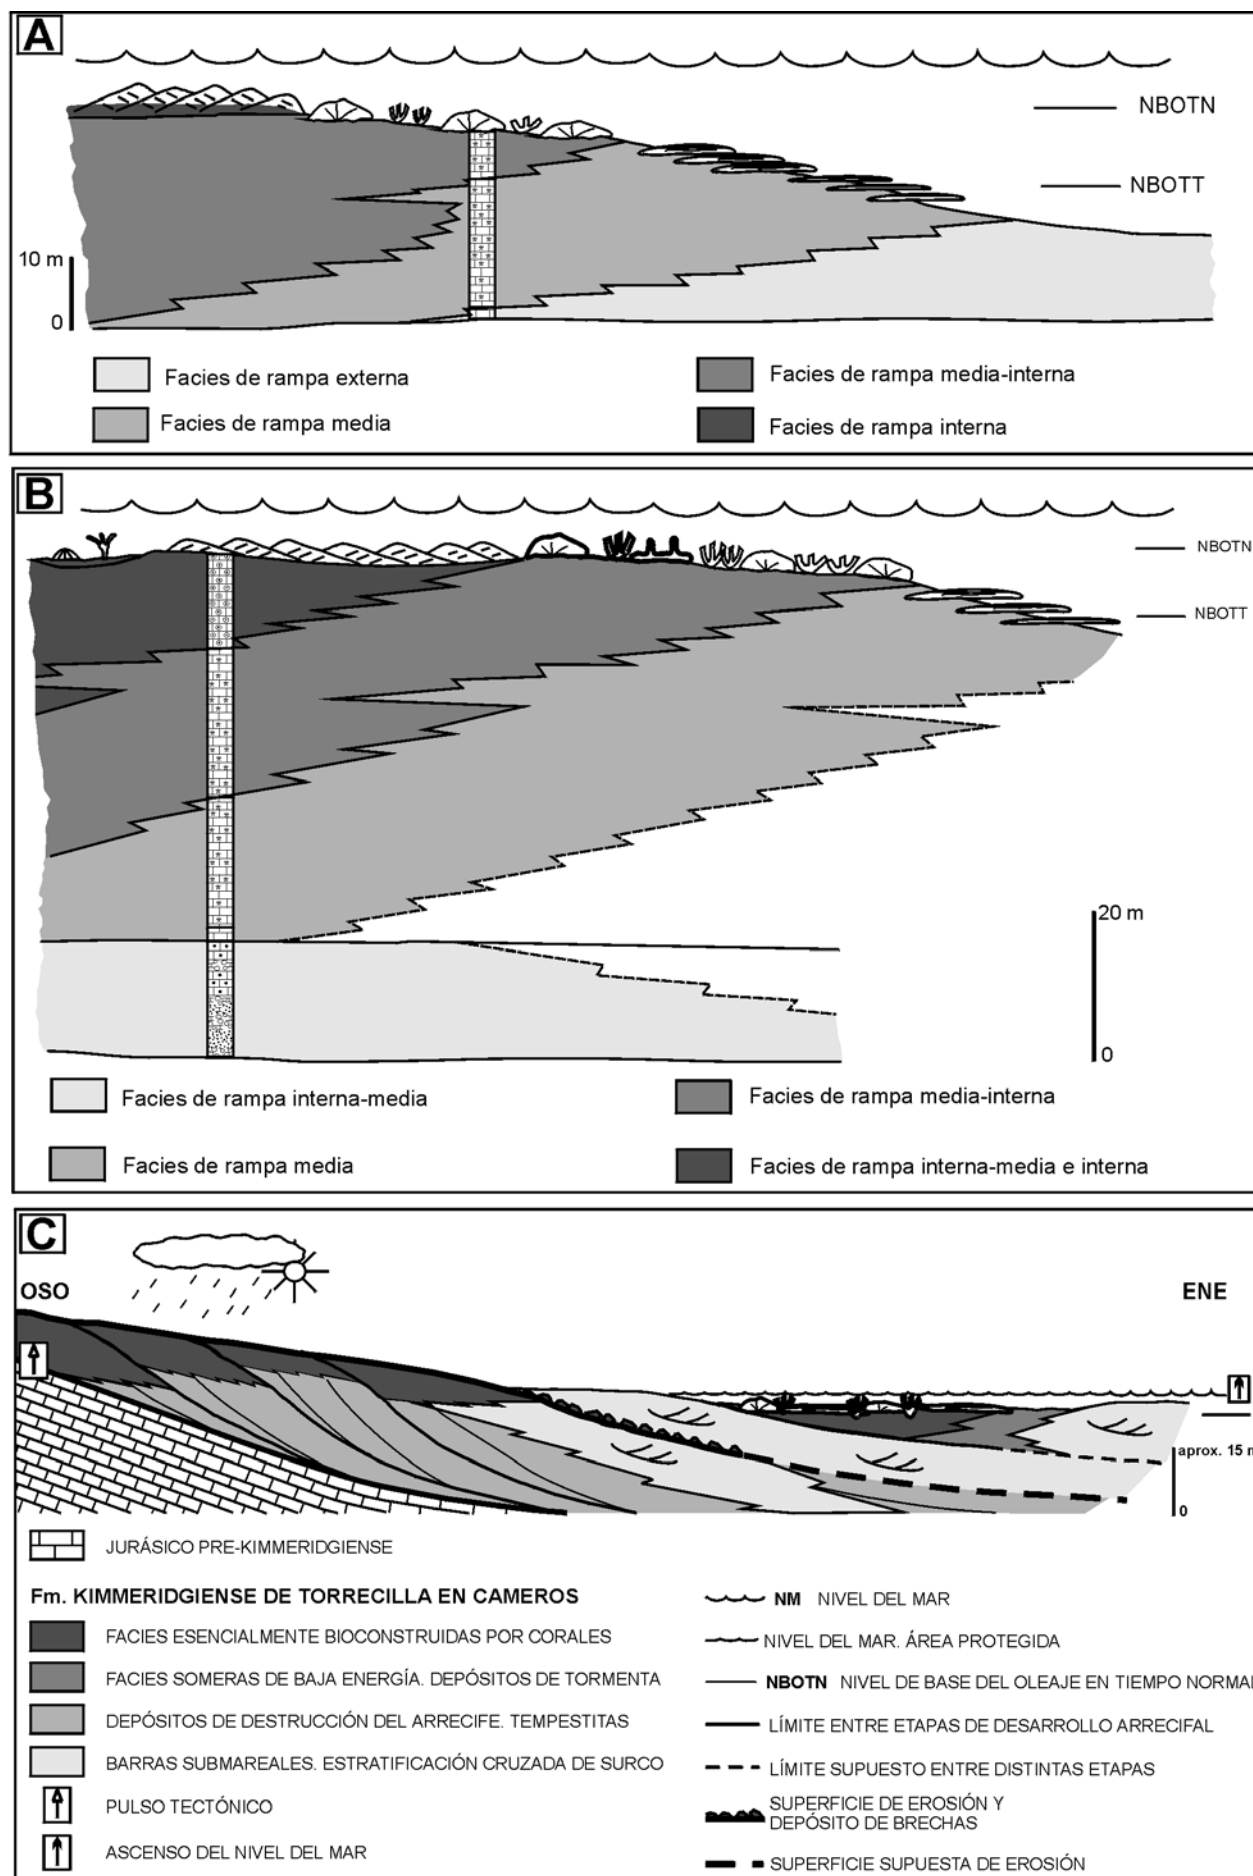 A
NBOTN
NBOTT
10 m
0
Facies de rampa externa
Facies de rampa media-interna
Facies de rampa media
Facies de rampa interna
B
NBOTN
NBOTT
20 m
0
Facies de rampa interna-media
Facies de rampa media-interna
Facies de rampa media
Facies de rampa interna-media e interna
C
OSO
ENE
aprox. 15 m
0
JURÁSICO PRE-KIMMERIDGIENSE
Fm. KIMMERIDGIENSE DE TORRECILLA EN CAMEROS
FACIES ESENCIALMENTE BIOCONSTRUIDAS POR CORALES
FACIES SOMERAS DE BAJA ENERGÍA. DEPÓSITOS DE TORMENTA
DEPÓSITOS DE DESTRUCCIÓN DEL ARRECIFE. TEMPESTITAS
BARRAS SUBMAREALES. ESTRATIFICACIÓN CRUZADA DE SURCO
PULSO TECTÓNICO
ASCENSO DEL NIVEL DEL MAR
NM NIVEL DEL MAR
NIVEL DEL MAR. ÁREA PROTEGIDA
NBOTN NIVEL DE BASE DEL OLEAJE EN TIEMPO NORMAL
LÍMITE ENTRE ETAPAS DE DESARROLLO ARRECIFAL
LÍMITE SUPUESTO ENTRE DISTINTAS ETAPAS
SUPERFICIE DE EROSIÓN Y
DEPÓSITO DE BRECHAS
SUPERFICIE SUPUESTA DE EROSIÓN